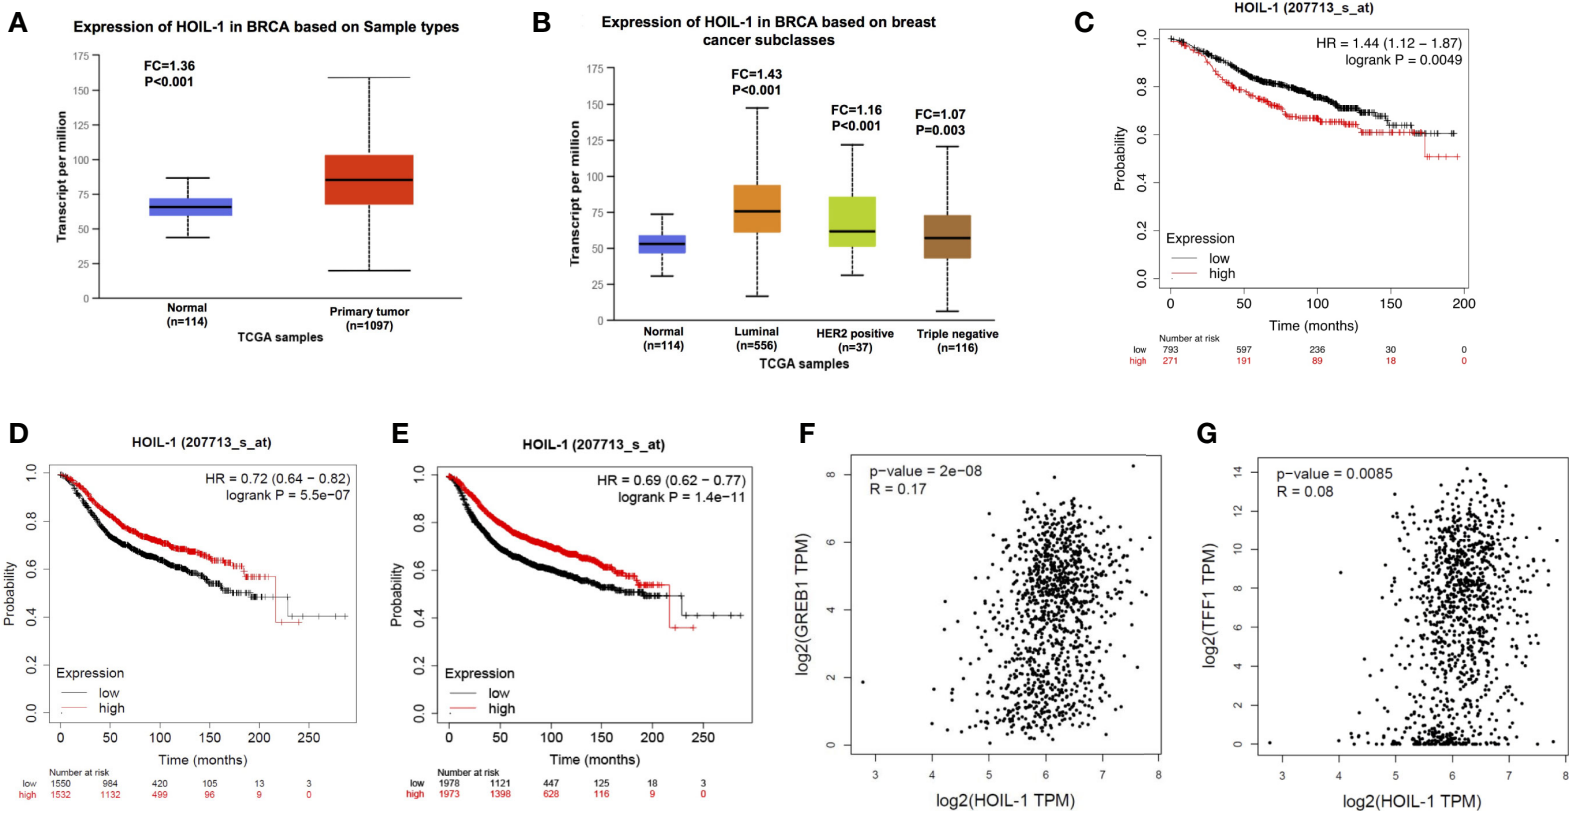 A
Expression of HOIL-1 in BRCA based on Sample types
FC=1.36
P<0.001
Transcript per million
175
150
125
100
75
50
25
0
Normal
(n=114)
Primary tumor
(n=1097)
TCGA samples
B
Expression of HOIL-1 in BRCA based on breast
cancer subclasses
FC=1.43
P<0.001
FC=1.16
P<0.001
FC=1.07
P=0.003
Transcript per million
175
150
125
100
75
50
25
0
Normal
(n=114)
Luminal
(n=556)
HER2 positive
(n=37)
Triple negative
(n=116)
TCGA samples
C
HOIL-1 (207713_s_at)
HR = 1.44 (1.12 − 1.87)
logrank P = 0.0049
Probability
1.0
0.8
0.6
0.4
0.2
0.0
Expression
low
high
0 50 100 150 200
Time (months)
Number at risk
low 793 597 236 30 0
high 271 191 89 18 0
D
HOIL-1 (207713_s_at)
HR = 0.72 (0.64 − 0.82)
logrank P = 5.5e−07
Probability
1.0
0.8
0.6
0.4
0.2
0.0
Expression
low
high
0 50 100 150 200 250
Time (months)
Number at risk
low 1550 984 420 105 13 3
high 1532 1132 499 96 9 0
E
HOIL-1 (207713_s_at)
HR = 0.69 (0.62 − 0.77)
logrank P = 1.4e−11
Probability
1.0
0.8
0.6
0.4
0.2
0.0
Expression
low
high
0 50 100 150 200 250
Time (months)
Number at risk
low 1978 1121 447 125 18 3
high 1973 1398 628 116 9 0
F
p-value = 2e−08
R = 0.17
log2(GREB1 TPM)
8
6
4
2
0
3 4 5 6 7 8
log2(HOIL-1 TPM)
G
p-value = 0.0085
R = 0.08
log2(TFF1 TPM)
14
12
10
8
6
4
2
0
3 4 5 6 7 8
log2(HOIL-1 TPM)